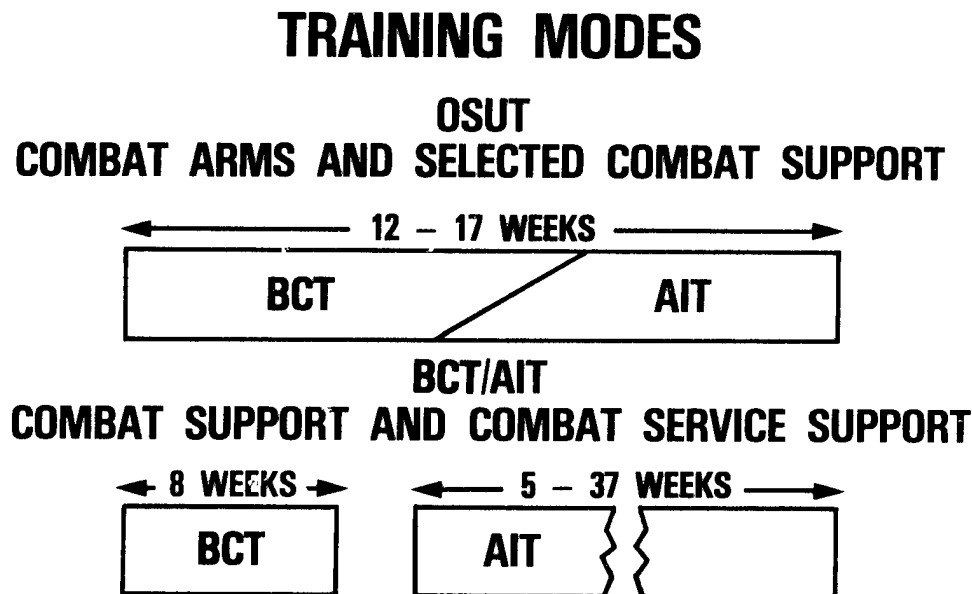 TRAINING MODES
OSUT
COMBAT ARMS AND SELECTED COMBAT SUPPORT
12 – 17 WEEKS
BCT AIT
BCT/AIT
COMBAT SUPPORT AND COMBAT SERVICE SUPPORT
8 WEEKS 5 – 37 WEEKS
BCT AIT